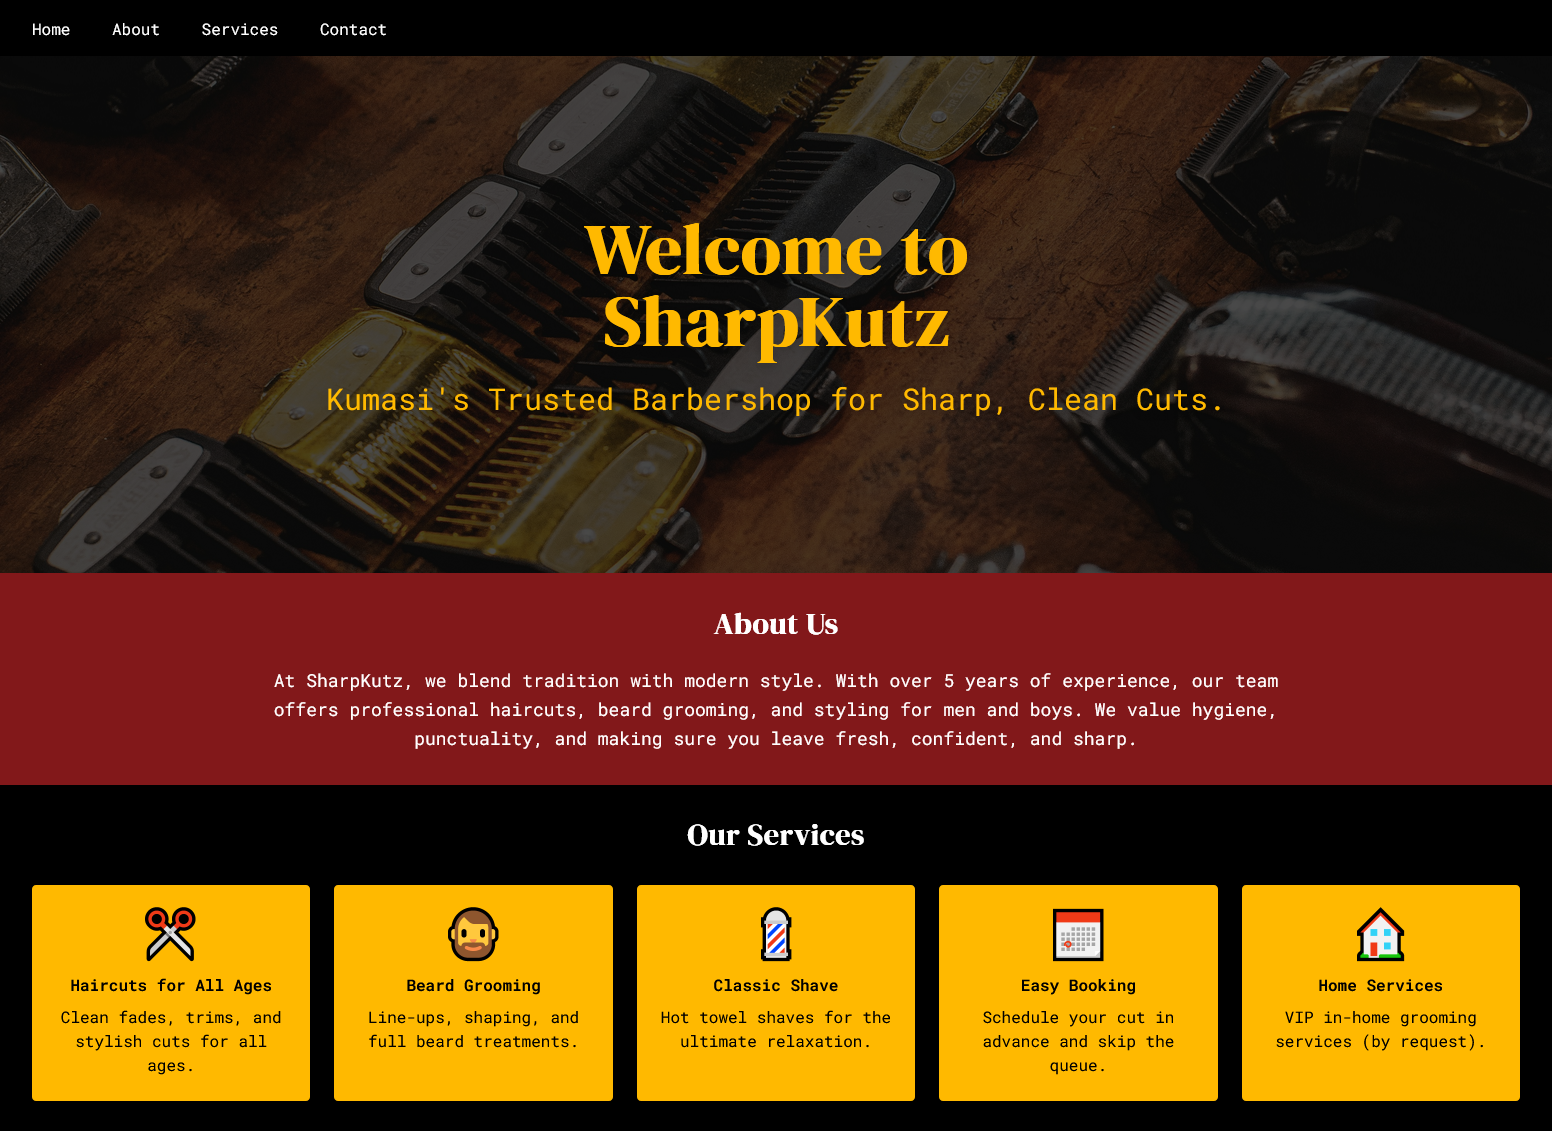 Home About Services Contact
Welcome to
SharpKutz
Kumasi's Trusted Barbershop for Sharp, Clean Cuts.
About Us
At SharpKutz, we blend tradition with modern style. With over 5 years of experience, our team
offers professional haircuts, beard grooming, and styling for men and boys. We value hygiene,
punctuality, and making sure you leave fresh, confident, and sharp.
Our Services
Haircuts for All Ages
Clean fades, trims, and
stylish cuts for all
ages.
Beard Grooming
Line-ups, shaping, and
full beard treatments.
Classic Shave
Hot towel shaves for the
ultimate relaxation.
Easy Booking
Schedule your cut in
advance and skip the
queue.
Home Services
VIP in-home grooming
services (by request).